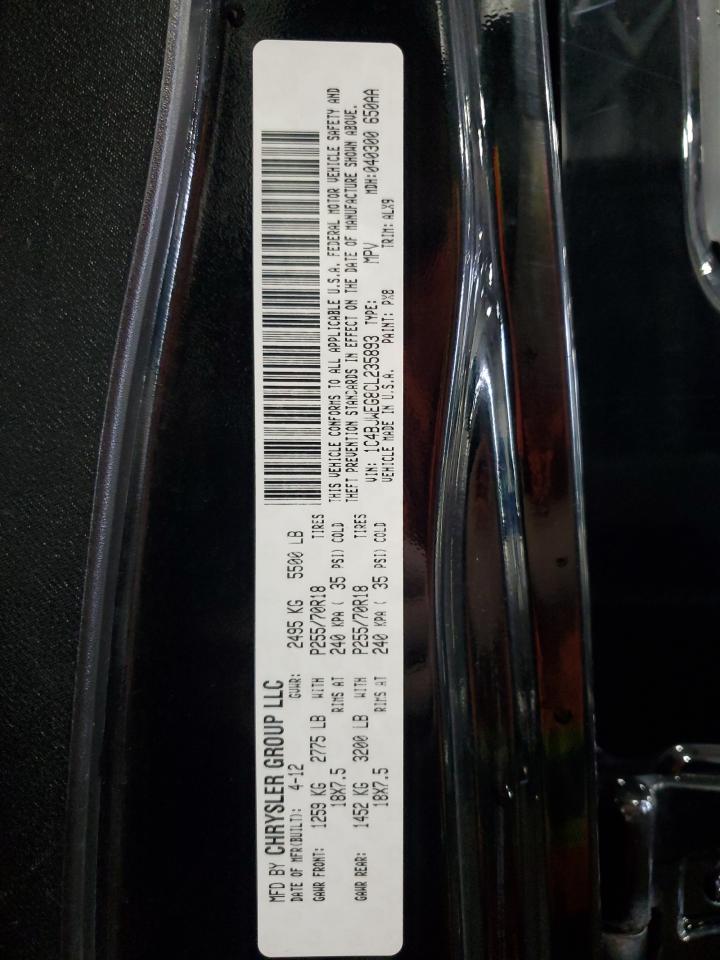 MFD BY CHRYSLER GROUP LLC
DATE OF MFR(BUILT): 4-12 GVWR: 2495 KG 5500 LB
GAWR FRONT: 1259 KG 2775 LB WITH P255/70R18 TIRES
18X7.5 RIMS AT 240 KPA ( 35 PSI) COLD
GAWR REAR: 1452 KG 3200 LB WITH P255/70R18 TIRES
18X7.5 RIMS AT 240 KPA ( 35 PSI) COLD
THIS VEHICLE CONFORMS TO ALL APPLICABLE U.S.A. FEDERAL MOTOR VEHICLE SAFETY AND
THEFT PREVENTION STANDARDS IN EFFECT ON THE DATE OF MANUFACTURE SHOWN ABOVE.
VIN: 1C4BJWEG8CL235893 TYPE: MPV MDH:040300 650AA
VEHICLE MADE IN U.S.A. PAINT: PX8 TRIM: ALX9